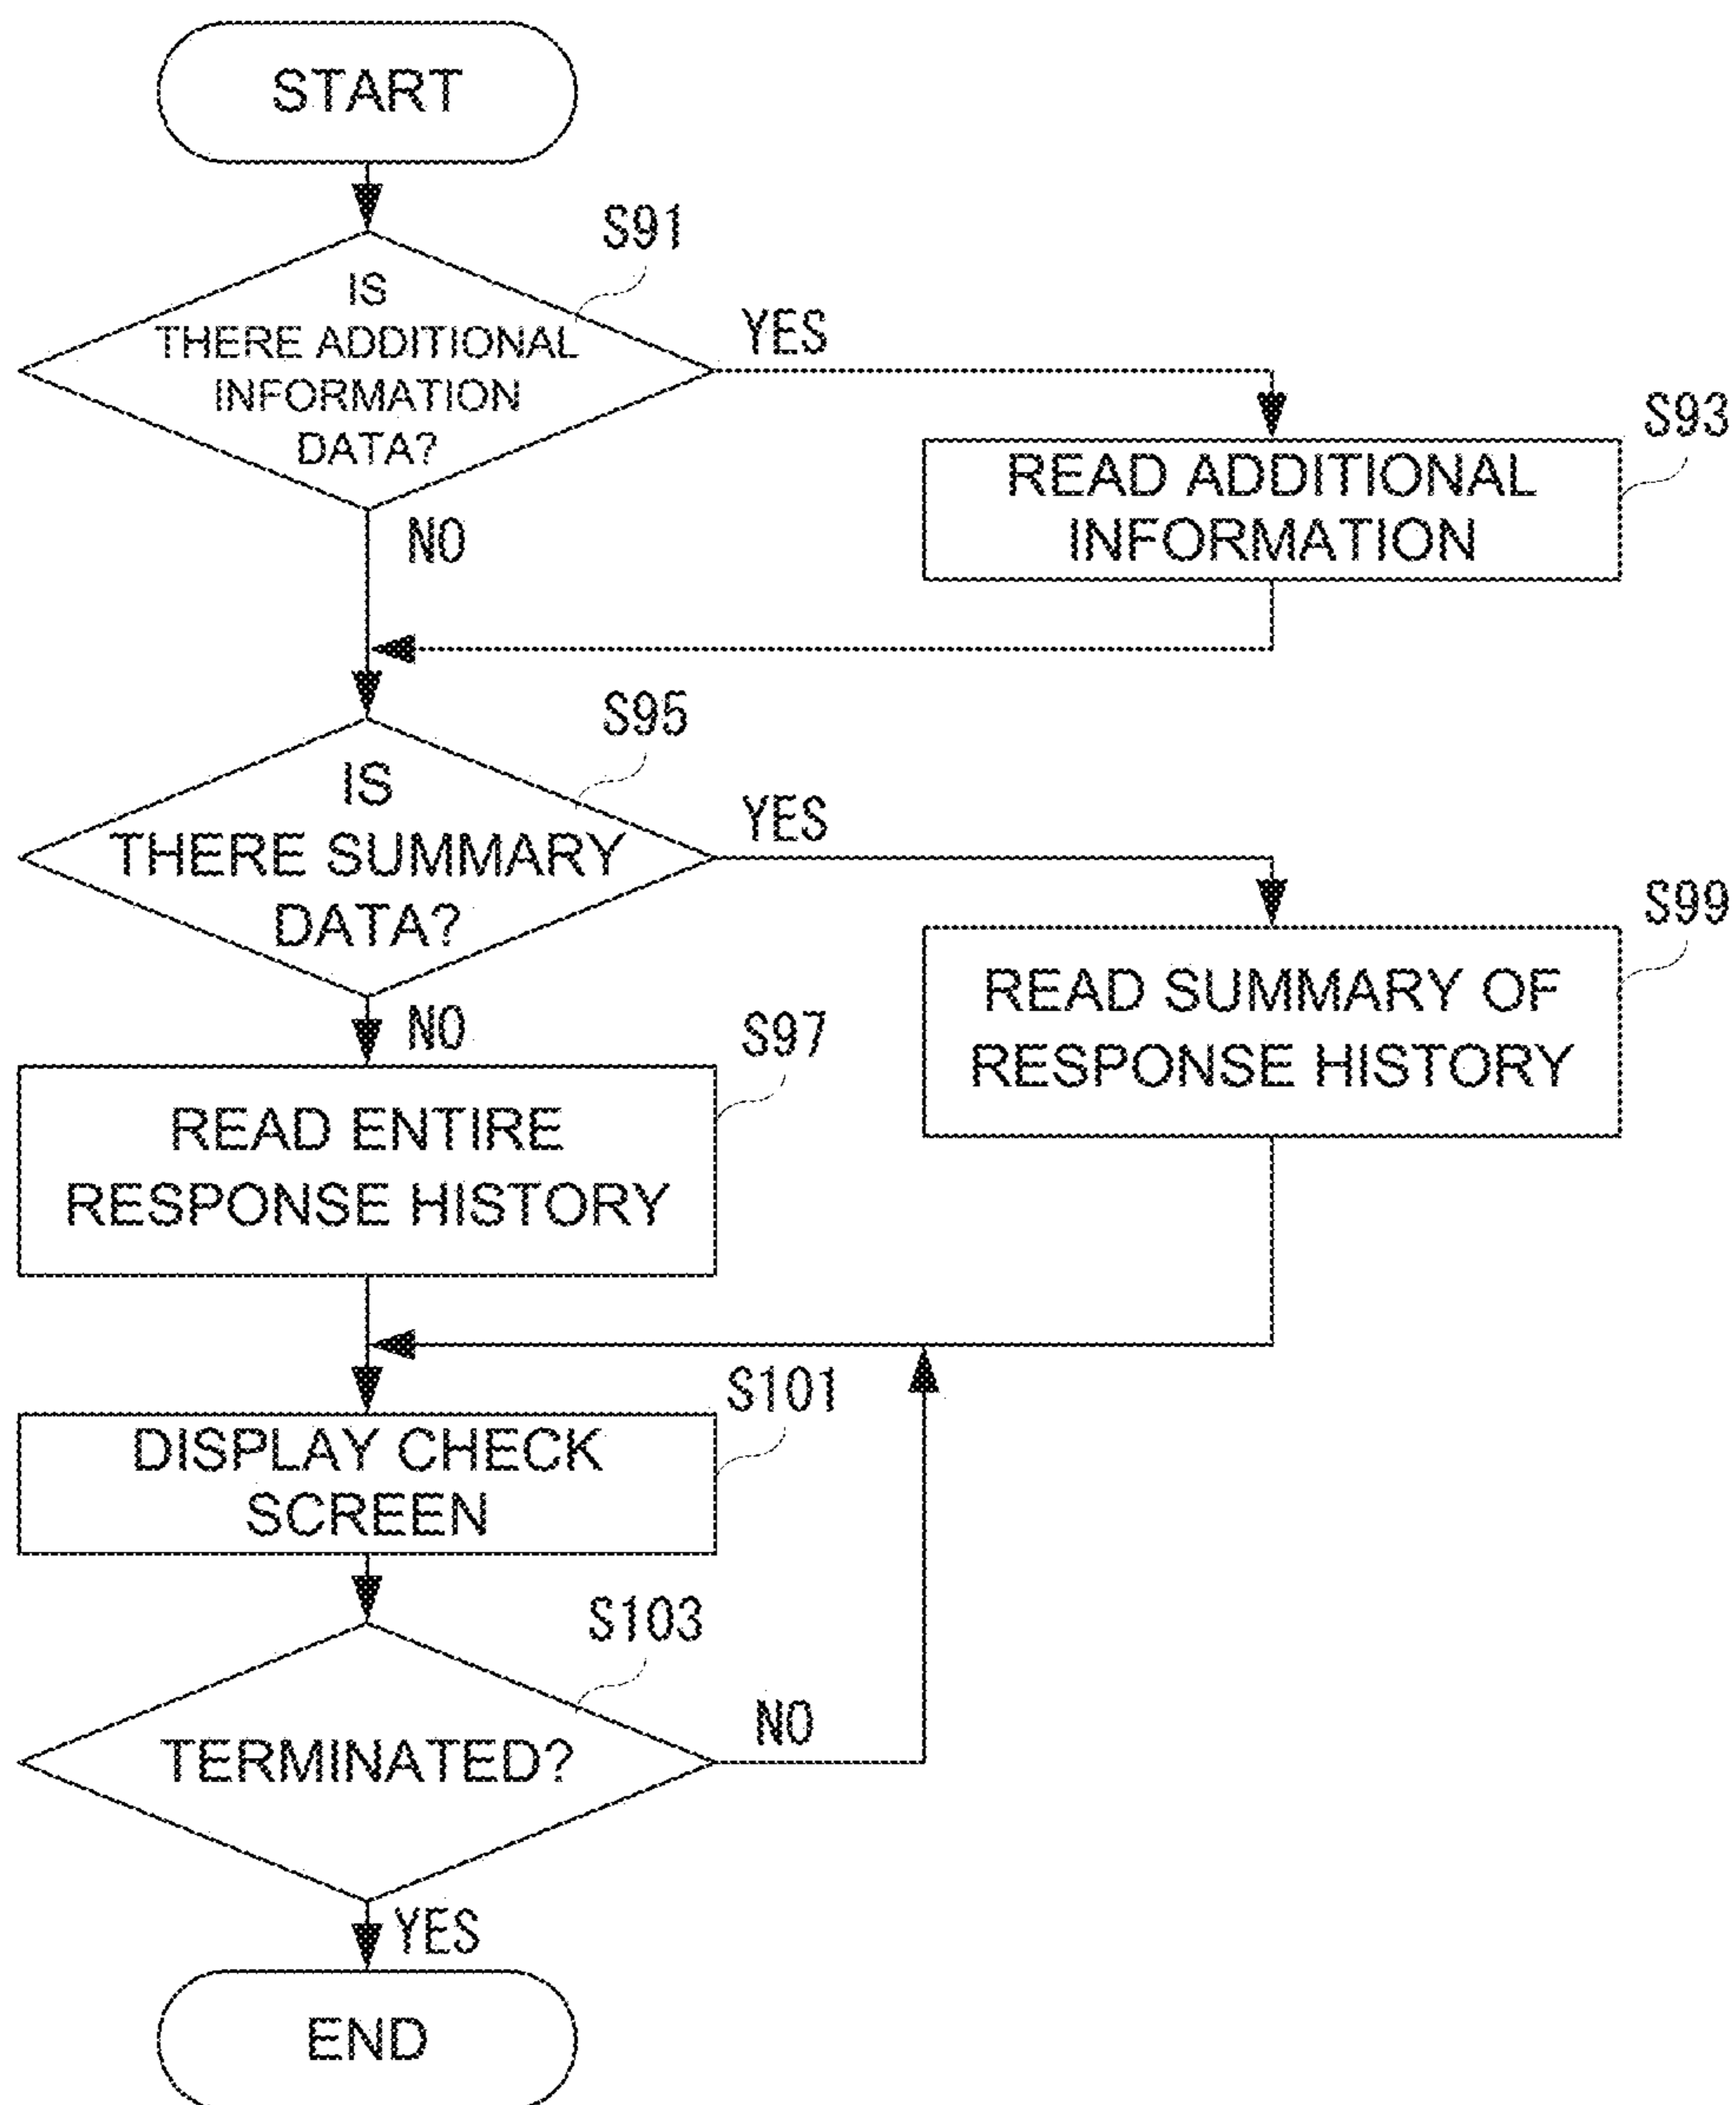 START
S91
IS
THERE ADDITIONAL
INFORMATION
DATA?
YES
NO
S93
READ ADDITIONAL
INFORMATION
S95
IS
THERE SUMMARY
DATA?
YES
NO
S99
READ SUMMARY OF
RESPONSE HISTORY
S97
READ ENTIRE
RESPONSE HISTORY
S101
DISPLAY CHECK
SCREEN
S103
TERMINATED?
NO
YES
END